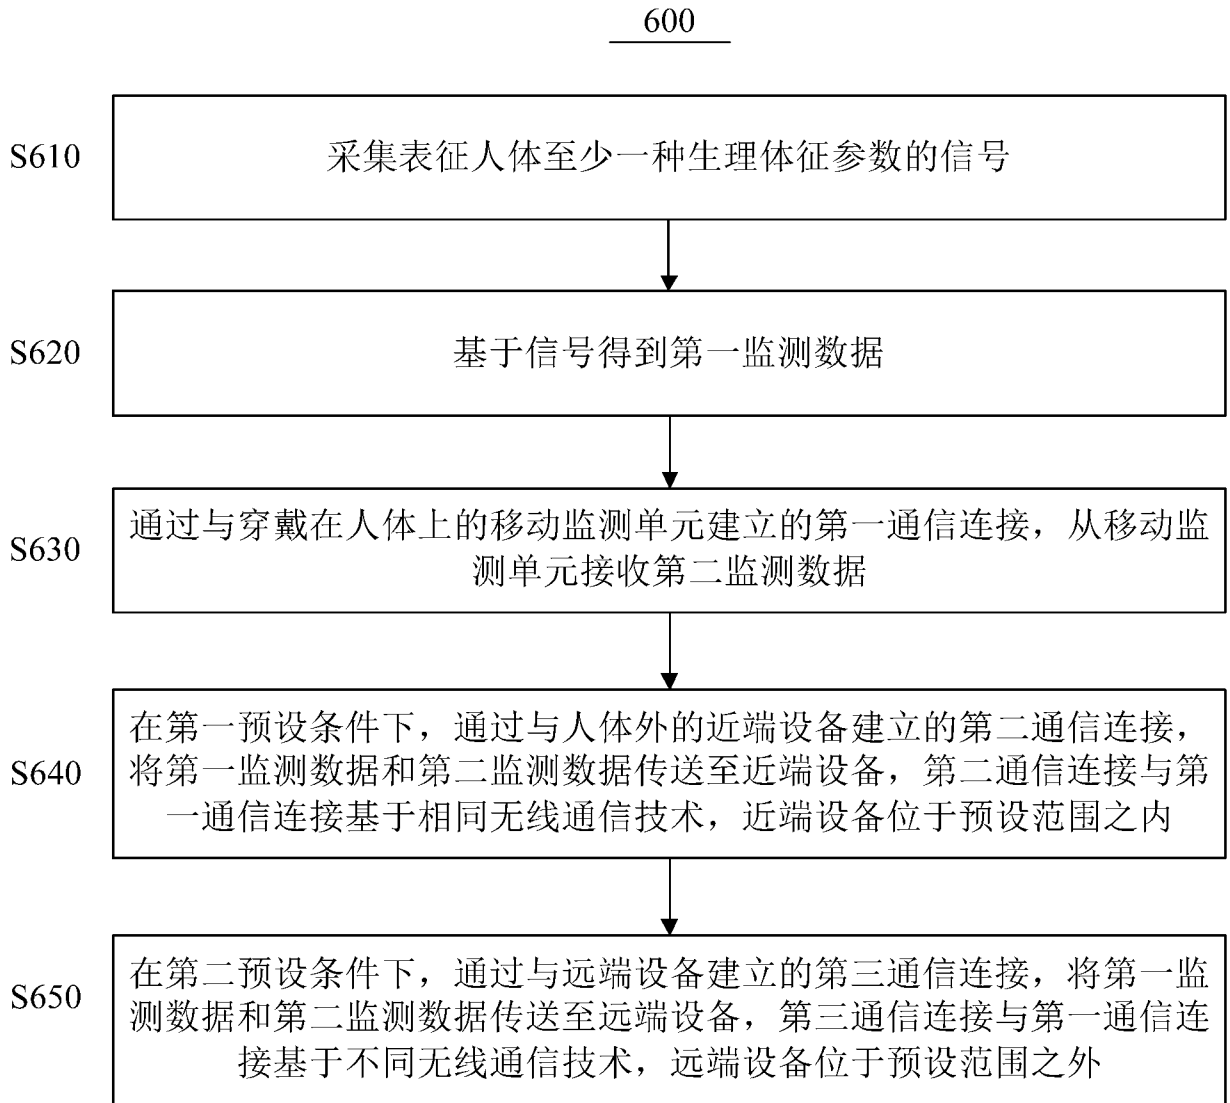 600
S610
采集表征人体至少一种生理体征参数的信号
S620
基于信号得到第一监测数据
S630
通过与穿戴在人体上的移动监测单元建立的第一通信连接，从移动监
测单元接收第二监测数据
S640
在第一预设条件下，通过与人体外的近端设备建立的第二通信连接，
将第一监测数据和第二监测数据传送至近端设备，第二通信连接与第
一通信连接基于相同无线通信技术，近端设备位于预设范围之内
S650
在第二预设条件下，通过与远端设备建立的第三通信连接，将第一监
测数据和第二监测数据传送至远端设备，第三通信连接与第一通信连
接基于不同无线通信技术，远端设备位于预设范围之外